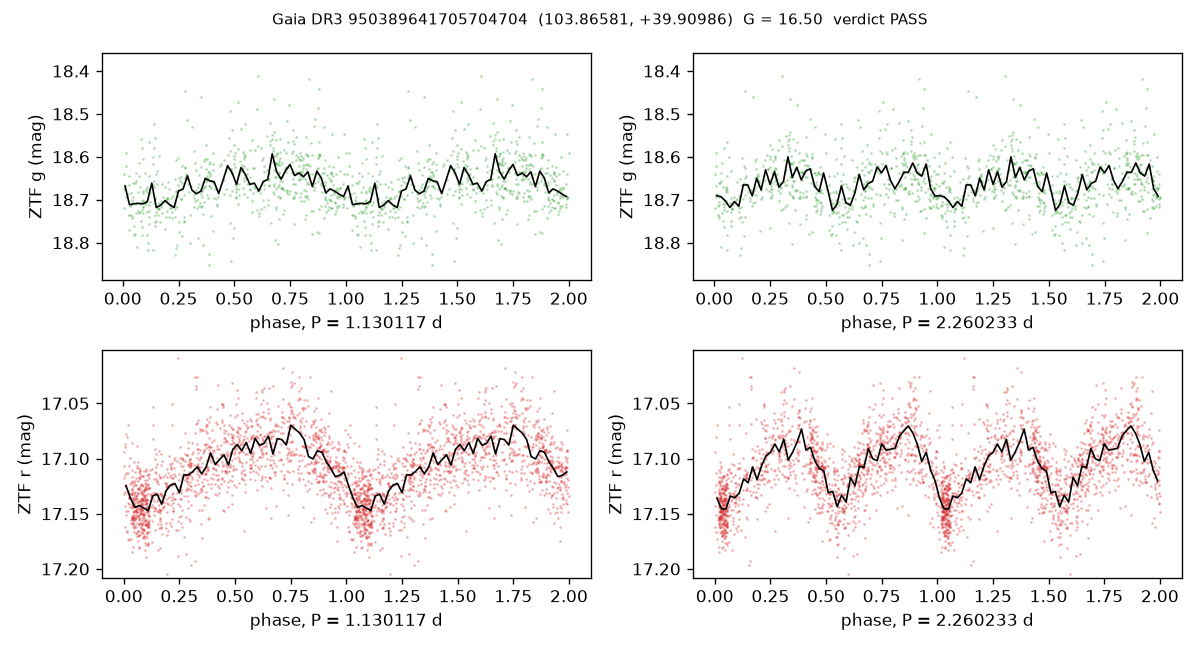 Gaia DR3 950389641705704704 (103.86581, +39.90986) G = 16.50 verdict PASS
18.4
18.5
18.6
18.7
18.8
ZTF g (mag)
0.00 0.25 0.50 0.75 1.00 1.25 1.50 1.75 2.00
phase, P = 1.130117 d
18.4
18.5
18.6
18.7
18.8
ZTF g (mag)
0.00 0.25 0.50 0.75 1.00 1.25 1.50 1.75 2.00
phase, P = 2.260233 d
17.05
17.10
17.15
17.20
ZTF r (mag)
0.00 0.25 0.50 0.75 1.00 1.25 1.50 1.75 2.00
phase, P = 1.130117 d
17.05
17.10
17.15
17.20
ZTF r (mag)
0.00 0.25 0.50 0.75 1.00 1.25 1.50 1.75 2.00
phase, P = 2.260233 d